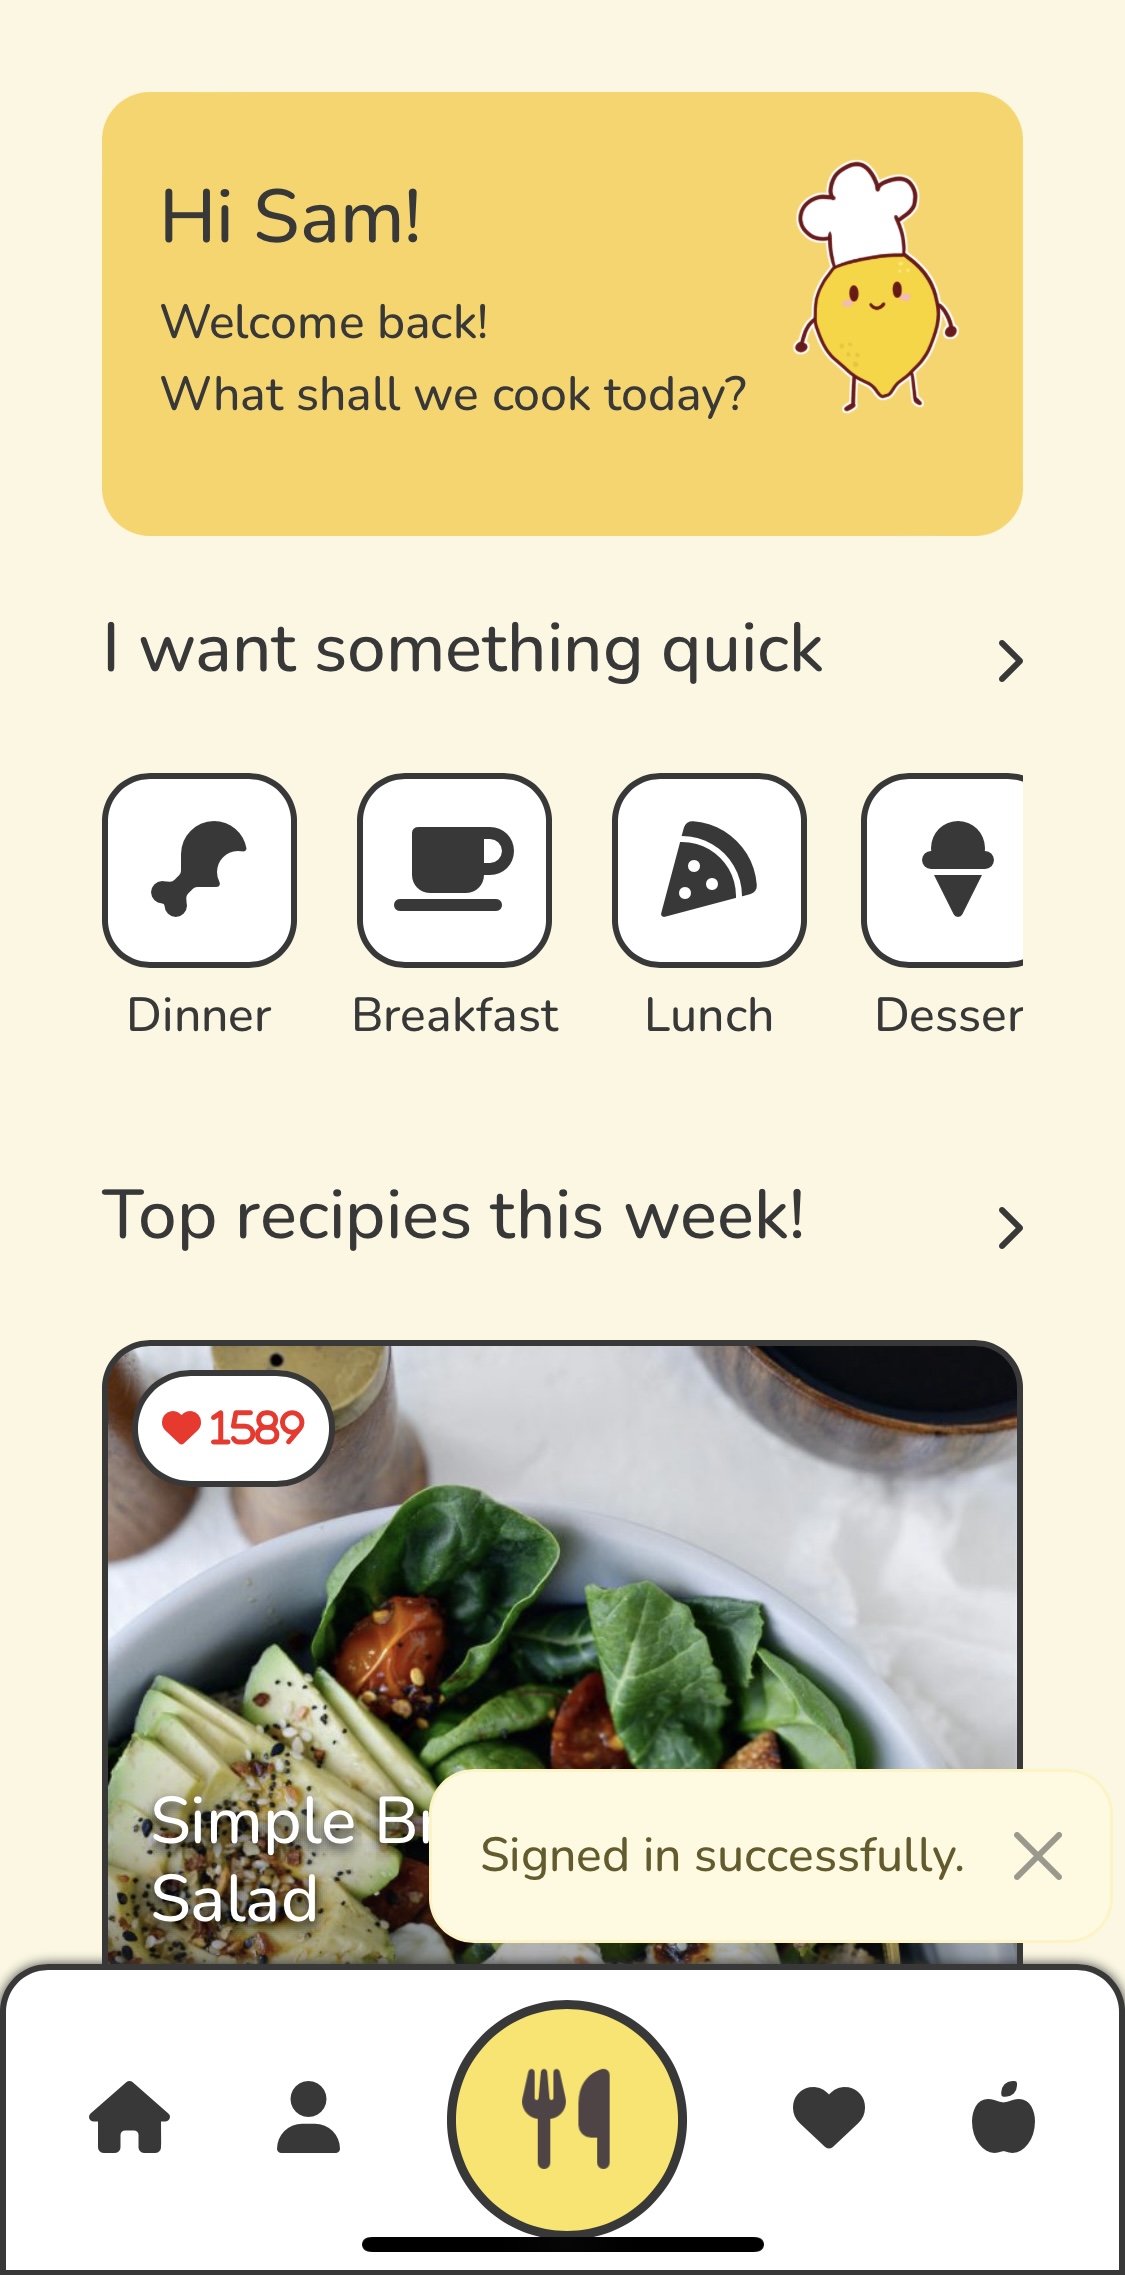 Hi Sam!
Welcome back!
What shall we cook today?
I want something quick
Dinner Breakfast Lunch Desser
Top recipies this week!
1589
Simple Br
Salad
Signed in successfully.